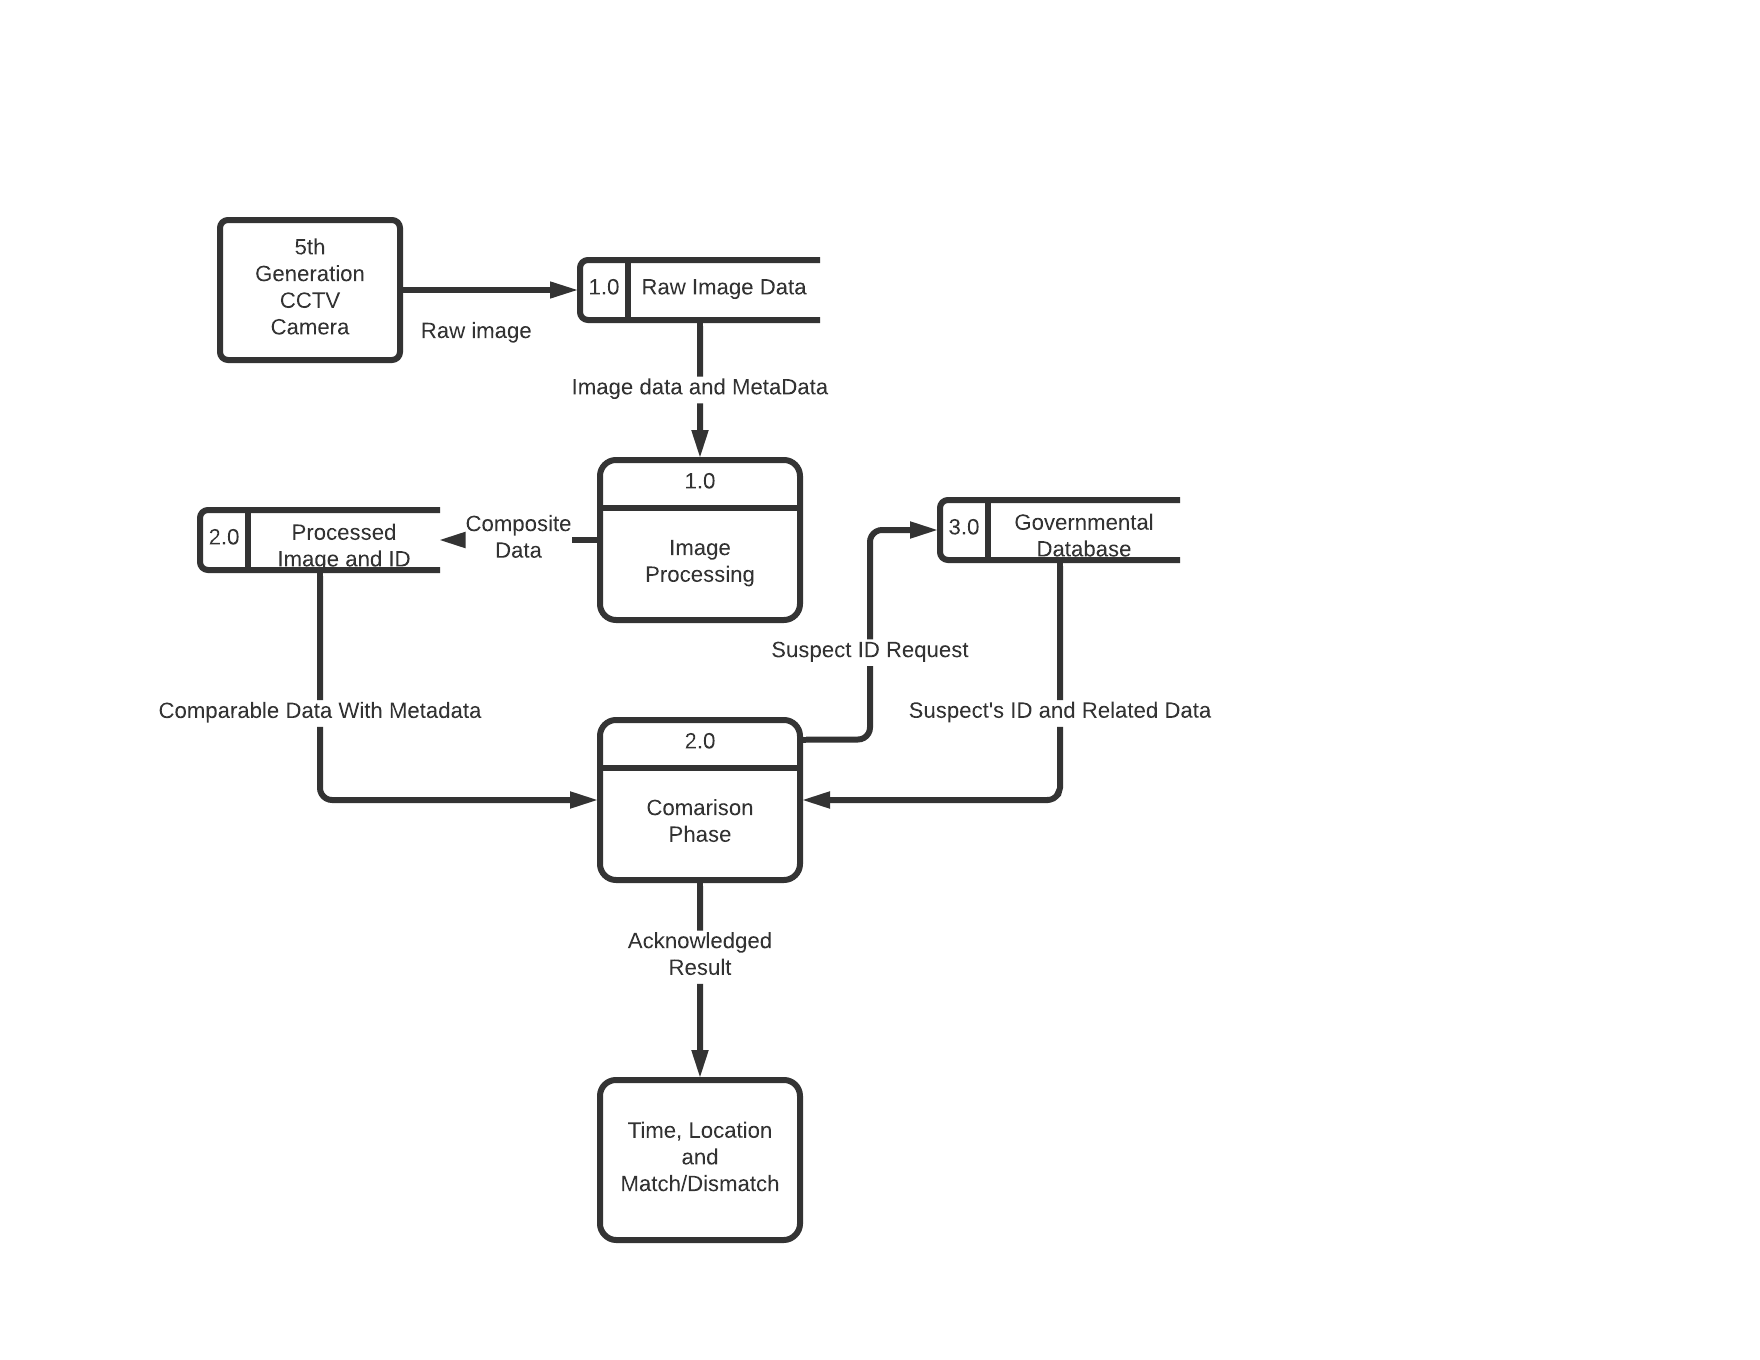 5th
Generation
CCTV
Camera
Raw image
1.0
Raw Image Data
Image data and MetaData
1.0
Image
Processing
Composite
Data
2.0
Processed
Image and ID
3.0
Governmental
Database
Suspect ID Request
Comparable Data With Metadata
Suspect's ID and Related Data
2.0
Comarison
Phase
Acknowledged
Result
Time, Location
and
Match/Dismatch